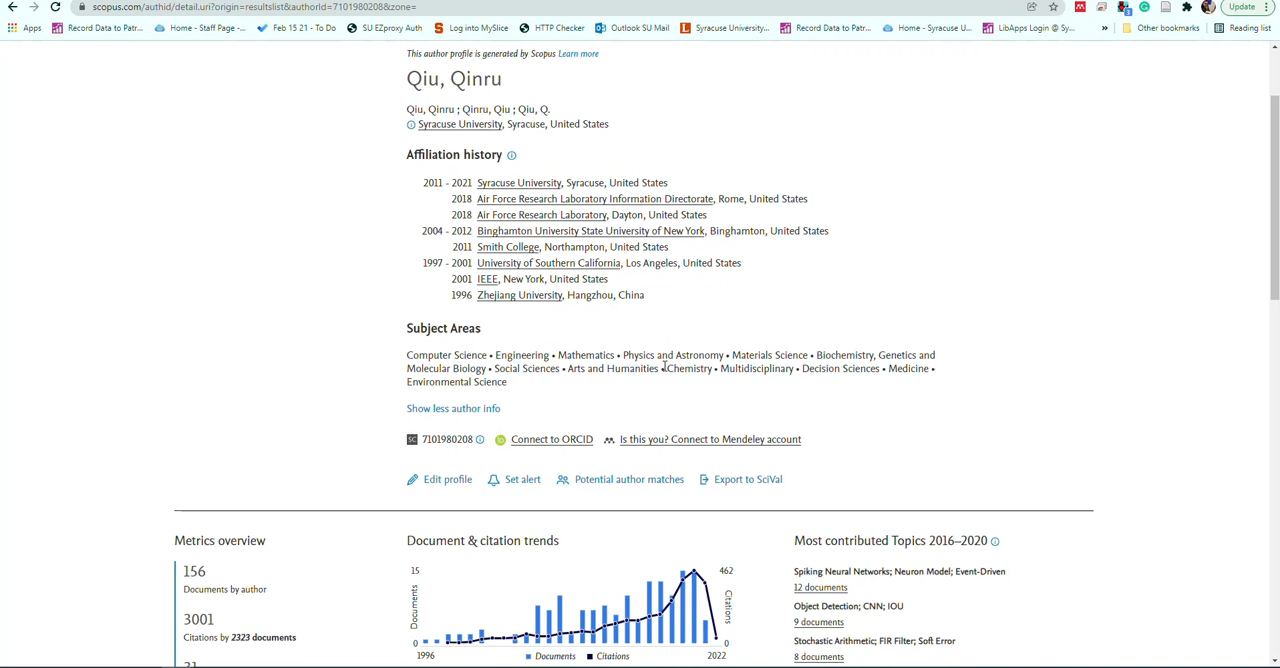 scopus.com/authid/detail.uri?origin=resultslist&authorId=7101980208&zone=
Update
Apps
Record Data to Patr...
Home - Staff Page -...
Feb 15 21 - To Do
SU EZproxy Auth
Log into MySlice
HTTP Checker
Outlook SU Mail
Syracuse University...
Record Data to Patr...
Home - Syracuse U...
LibApps Login @ Sy...
»
Other bookmarks
Reading list
This author profile is generated by Scopus Learn more
Qiu, Qinru
Qiu, Qinru ; Qinru, Qiu ; Qiu, Q.
Syracuse University, Syracuse, United States
Affiliation history
2011 - 2021 Syracuse University, Syracuse, United States
2018 Air Force Research Laboratory Information Directorate, Rome, United States
2018 Air Force Research Laboratory, Dayton, United States
2004 - 2012 Binghamton University State University of New York, Binghamton, United States
2011 Smith College, Northampton, United States
1997 - 2001 University of Southern California, Los Angeles, United States
2001 IEEE, New York, United States
1996 Zhejiang University, Hangzhou, China
Subject Areas
Computer Science • Engineering • Mathematics • Physics and Astronomy • Materials Science • Biochemistry, Genetics and
Molecular Biology • Social Sciences • Arts and Humanities • Chemistry • Multidisciplinary • Decision Sciences • Medicine •
Environmental Science
Show less author info
SC 7101980208 Connect to ORCID Is this you? Connect to Mendeley account
Edit profile Set alert Potential author matches Export to SciVal
Metrics overview
156
Documents by author
3001
Citations by 2323 documents
21
Document & citation trends
15
462
Documents
Citations
0
0
1996
2022
Documents Citations
Most contributed Topics 2016–2020
Spiking Neural Networks; Neuron Model; Event-Driven
12 documents
Object Detection; CNN; IOU
9 documents
Stochastic Arithmetic; FIR Filter; Soft Error
8 documents